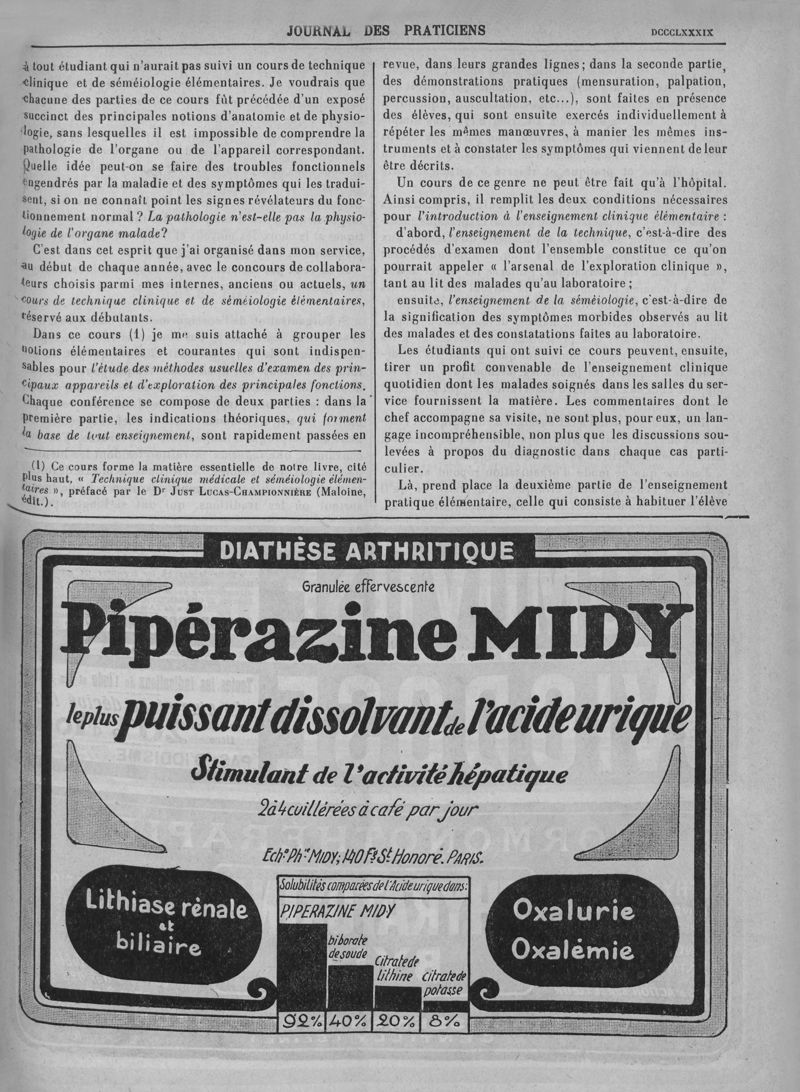 JOURNAL DES PRATICIENS
DCCCLXXXIX
à tout étudiant qui n'aurait pas suivi un cours de technique
clinique et de séméiologie élémentaires. Je voudrais que
chacune des parties de ce cours fût précédée d'un exposé
succinct des principales notions d'anatomie et de physio-
logie, sans lesquelles il est impossible de comprendre la
pathologie de l'organe ou de l'appareil correspondant.
Quelle idée peut-on se faire des troubles fonctionnels
engendrés par la maladie et des symptômes qui les tradui-
sent, si on ne connaît point les signes révélateurs du fonc-
tionnement normal ? La pathologie n'est-elle pas la physio-
logie de l'organe malade?
C'est dans cet esprit que j'ai organisé dans mon service,
au début de chaque année, avec le concours de collabora-
teurs choisis parmi mes internes, anciens ou actuels, un
cours de technique clinique et de séméiologie élémentaires,
réservé aux débutants.
Dans ce cours (1) je me suis attaché à grouper les
notions élémentaires et courantes qui sont indispen-
sables pour l'étude des méthodes usuelles d'examen des prin-
cipaux appareils et d'exploration des principales fonctions.
Chaque conférence se compose de deux parties : dans la
première partie, les indications théoriques, qui forment
la base de tout enseignement, sont rapidement passées en
(1) Ce cours forme la matière essentielle de notre livre, cité
plus haut, « Technique clinique médicale et séméiologie élémen-
taires », préfacé par le Dr JUST LUCAS-CHAMPIONNIÈRE (Maloine,
édit.).
revue, dans leurs grandes lignes ; dans la seconde partie,
des démonstrations pratiques (mensuration, palpation,
percussion, auscultation, etc...), sont faites en présence
des élèves, qui sont ensuite exercés individuellement à
répéter les mêmes manœuvres, à manier les mêmes ins-
truments et à constater les symptômes qui viennent de leur
être décrits.
Un cours de ce genre ne peut être fait qu'à l'hôpital.
Ainsi compris, il remplit les deux conditions nécessaires
pour l'introduction à l'enseignement clinique élémentaire :
d'abord, l'enseignement de la technique, c'est-à-dire des
procédés d'examen dont l'ensemble constitue ce qu'on
pourrait appeler « l'arsenal de l'exploration clinique »,
tant au lit des malades qu'au laboratoire ;
ensuite, l'enseignement de la séméiologie, c'est-à-dire de
la signification des symptômes morbides observés au lit
des malades et des constatations faites au laboratoire.
Les étudiants qui ont suivi ce cours peuvent, ensuite,
tirer un profit convenable de l'enseignement clinique
quotidien dont les malades soignés dans les salles du ser-
vice fournissent la matière. Les commentaires dont le
chef accompagne sa visite, ne sont plus, pour eux, un lan-
gage incompréhensible, non plus que les discussions sou-
levées à propos du diagnostic dans chaque cas parti-
culier.
Là, prend place la deuxième partie de l'enseignement
pratique élémentaire, celle qui consiste à habituer l'élève
DIATHÈSE ARTHRITIQUE
Granulée effervescente
Pipérazine MIDY
le plus puissant dissolvant de l'acide urique
Stimulant de l'activité hépatique
2 à 4 cuillérées à café par jour
Echons Phie MIDY, 140 Fg St Honoré. PARIS.
Lithiase rénale
et
biliaire
Solubilités comparées de l'Acide urique dans:
PIPERAZINE MIDY
biborate
de soude
Citrate de
lithine
Citrate de
potasse
92% 40% 20% 8%
Oxalurie
Oxalémie